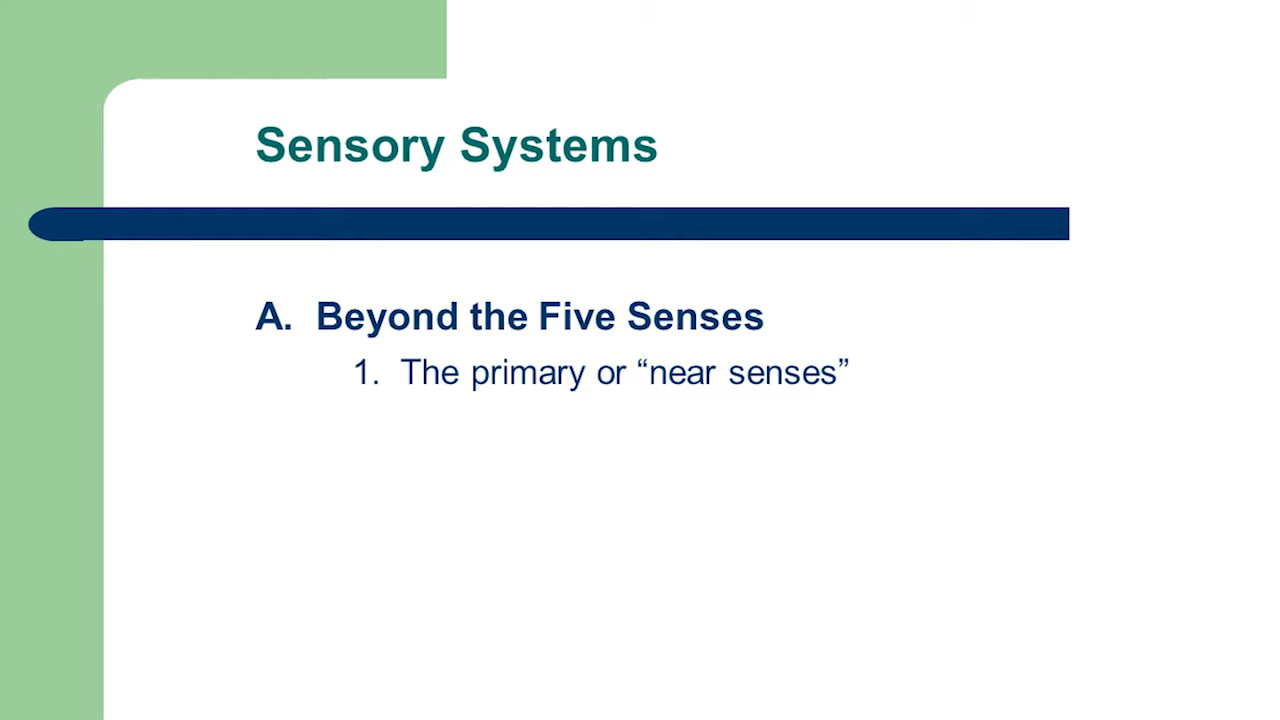 Sensory Systems
A. Beyond the Five Senses
1. The primary or “near senses”